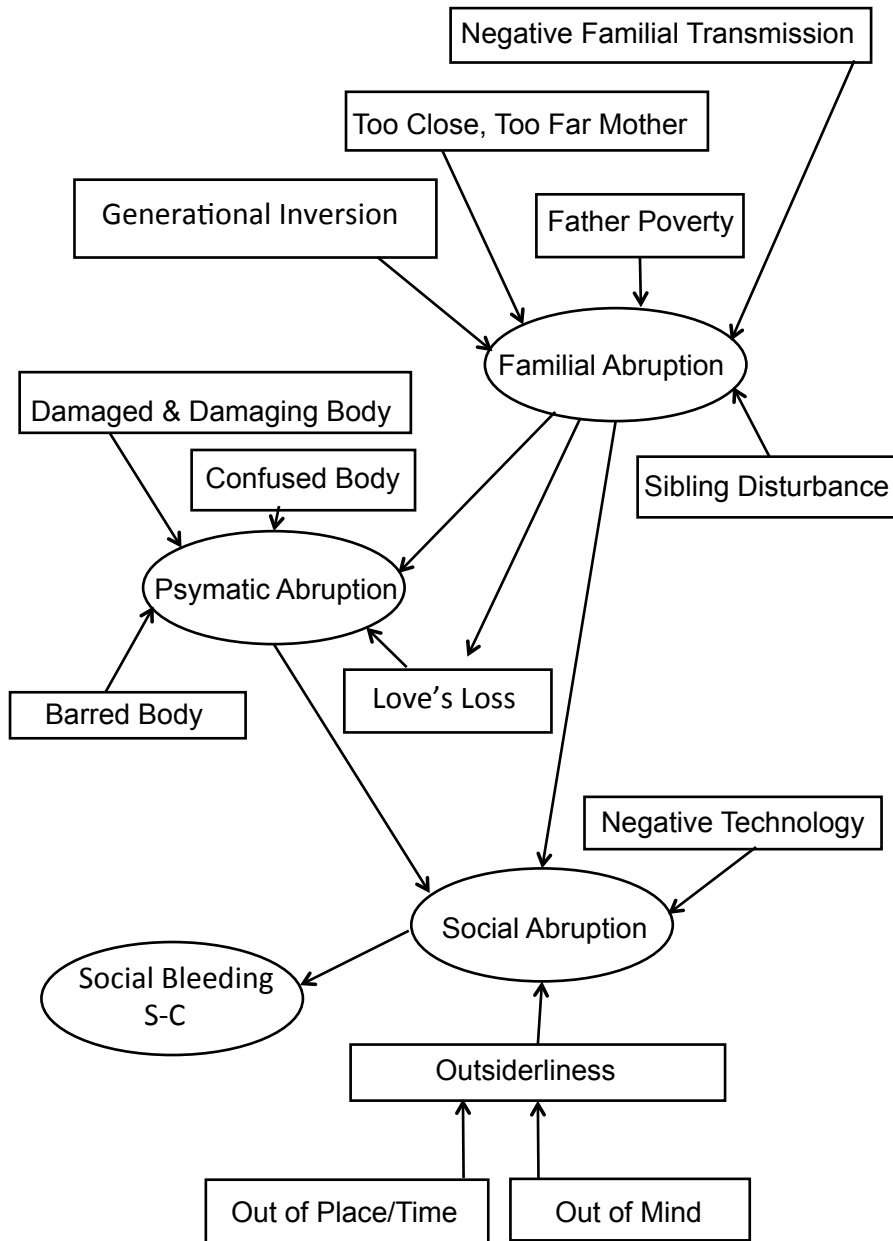 Negative Familial Transmission
Too Close, Too Far Mother
Generational Inversion
Father Poverty
Familial Abruption
Damaged & Damaging Body
Confused Body
Sibling Disturbance
Psymatic Abruption
Barred Body
Love’s Loss
Negative Technology
Social Abruption
Social Bleeding
S-C
Outsiderliness
Out of Place/Time
Out of Mind